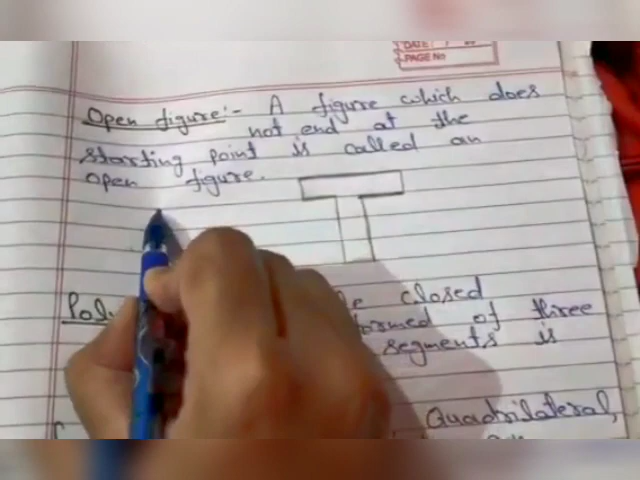 DATE:
PAGE No
Open figure:- A figure which does
not end at the
starting point is called an
open figure.
closed
formed of three
segments is
Quadrilateral,